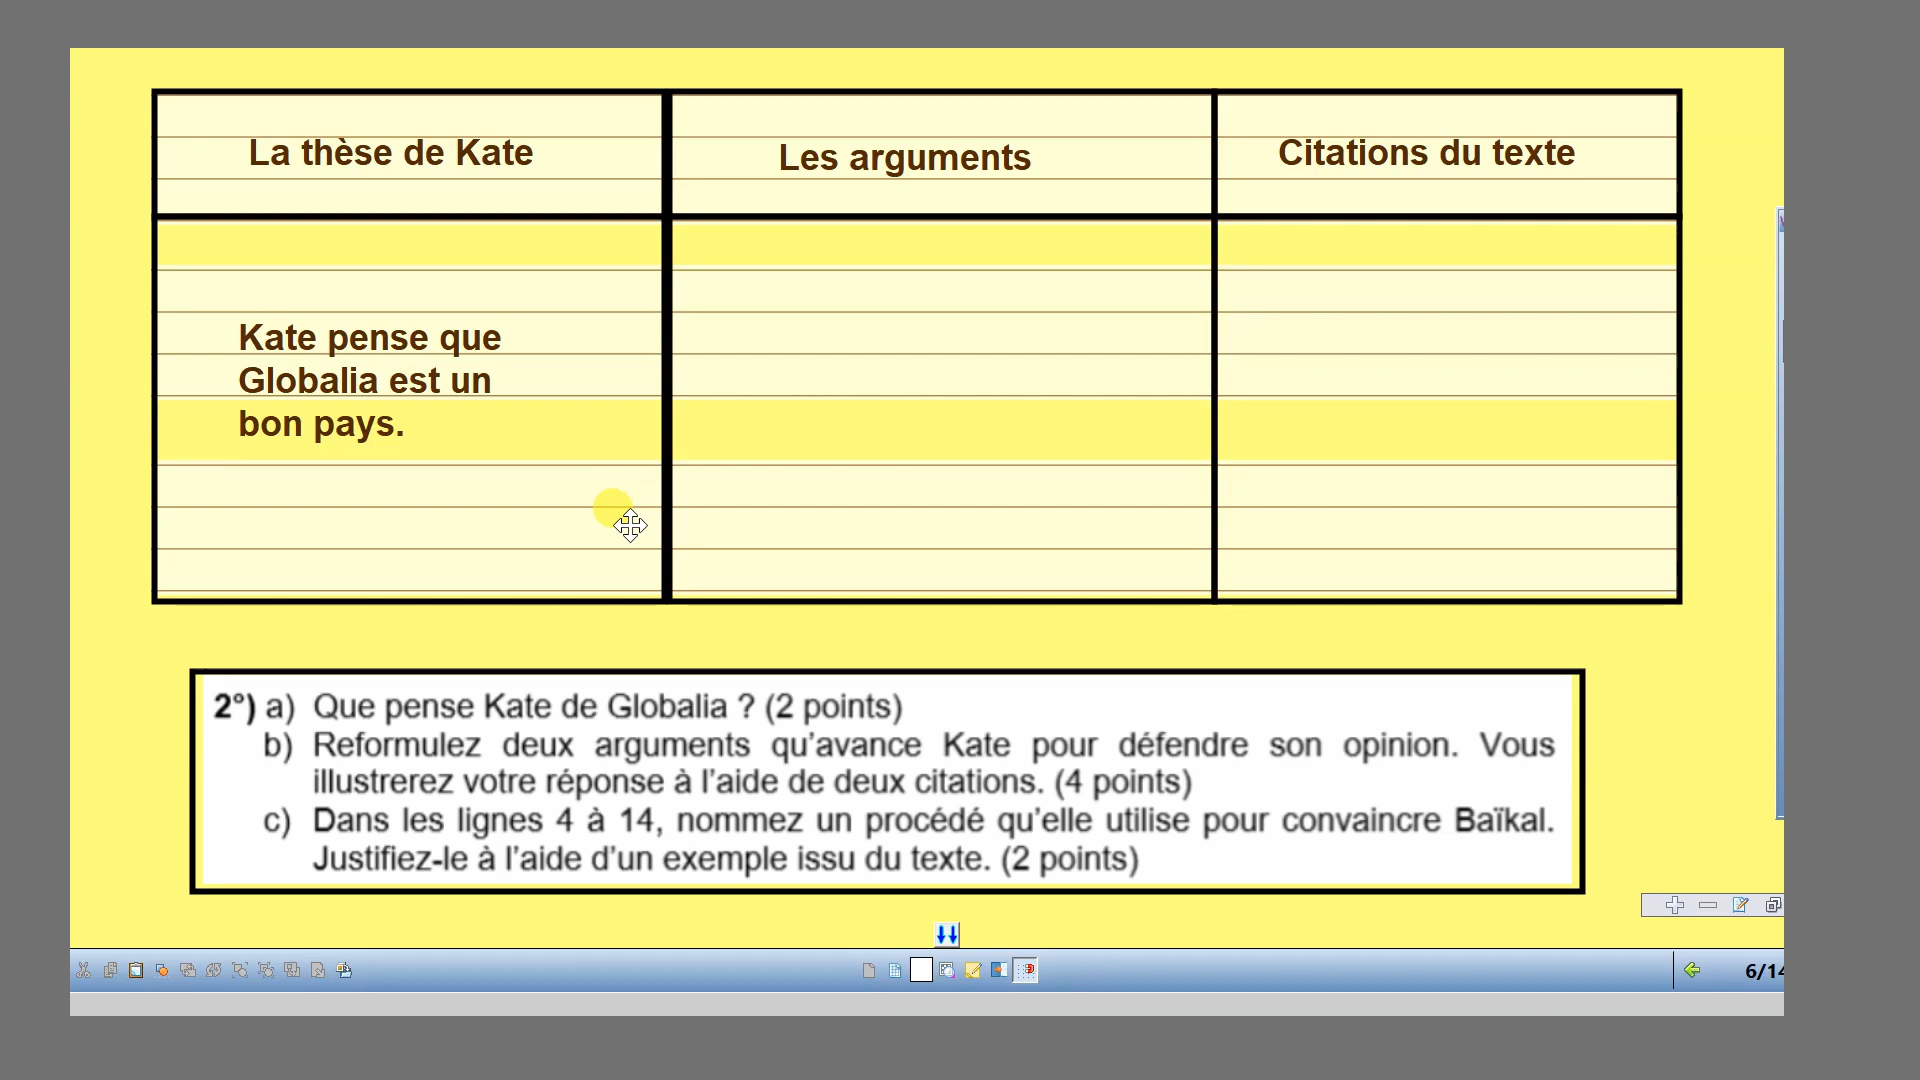 La thèse de Kate
Les arguments
Citations du texte
Kate pense que
Globalia est un
bon pays.
2°) a) Que pense Kate de Globalia ? (2 points)
b) Reformulez deux arguments qu'avance Kate pour défendre son opinion. Vous
illustrerez votre réponse à l'aide de deux citations. (4 points)
c) Dans les lignes 4 à 14, nommez un procédé qu'elle utilise pour convaincre Baïkal.
Justifiez-le à l'aide d'un exemple issu du texte. (2 points)
6/14